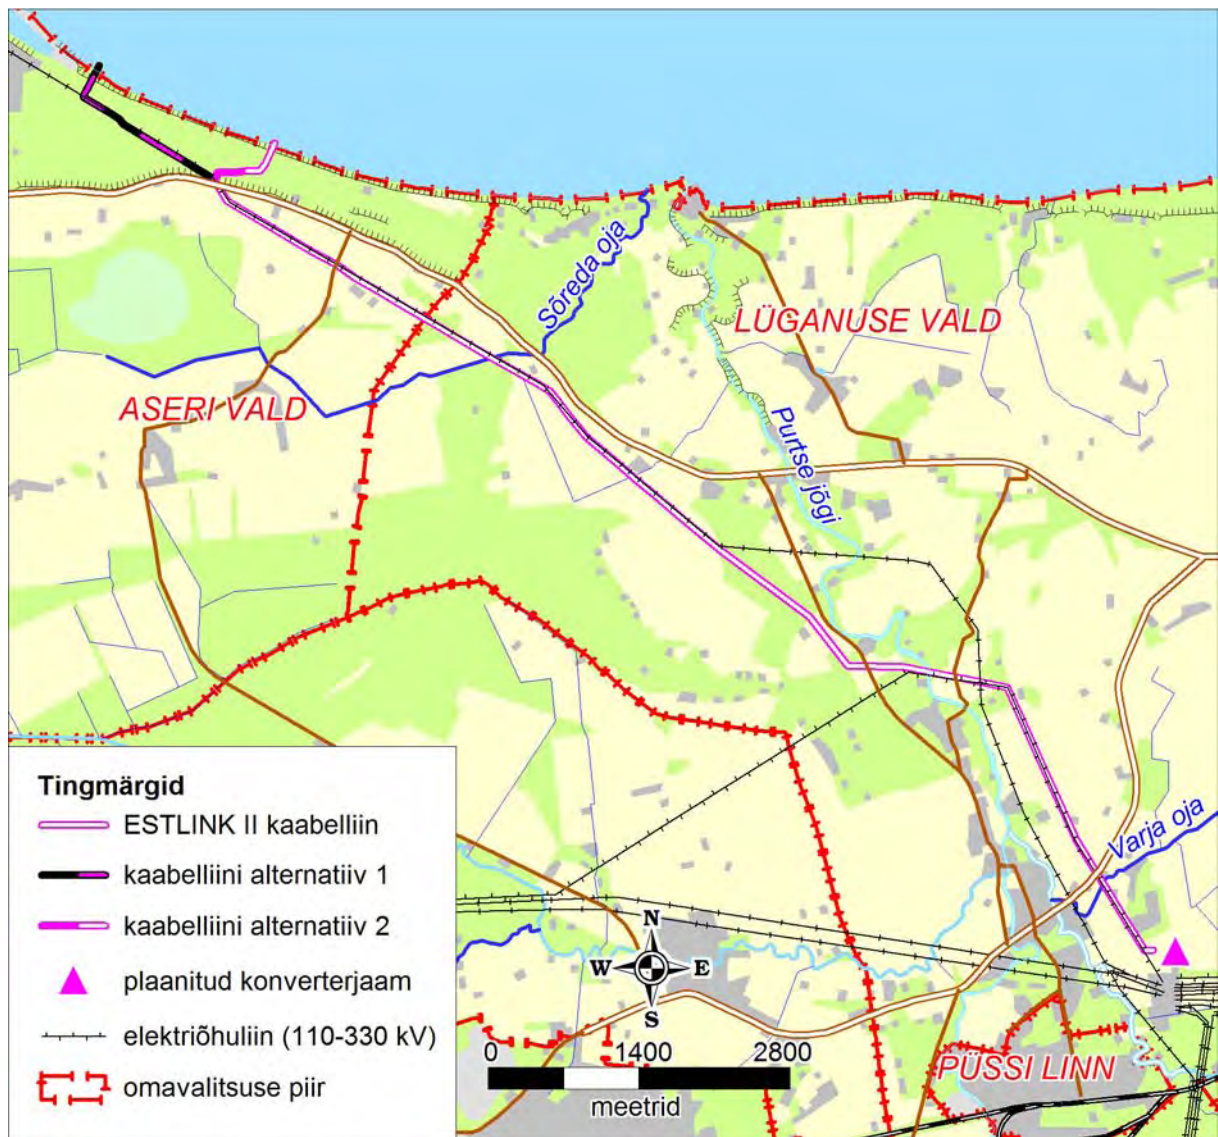 Sõreda oja
LÜGANUSE VALD
ASERI VALD
Purtse jõgi
Varja oja
PÜSSI LINN
Tingmärgid
ESTLINK II kaabelliin
kaabelliini alternatiiv 1
kaabelliini alternatiiv 2
plaanitud konverterjaam
elektriõhuliin (110-330 kV)
omavalitsuse piir
N
W E
S
0 1400 2800
meetrid